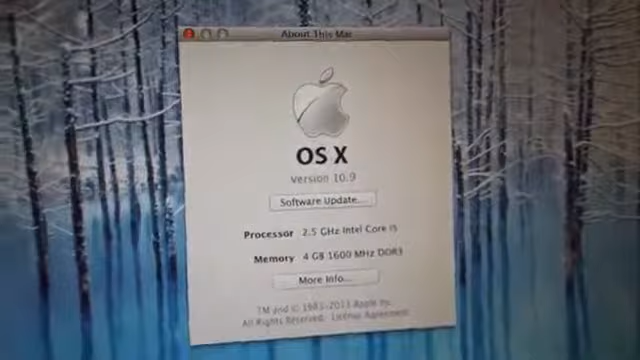 About This Mac
OS X
Version 10.9
Software Update...
Processor 2.5 GHz Intel Core i5
Memory 4 GB 1600 MHz DDR3
More Info...
TM and © 1983-2013 Apple Inc.
All Rights Reserved. License Agreement